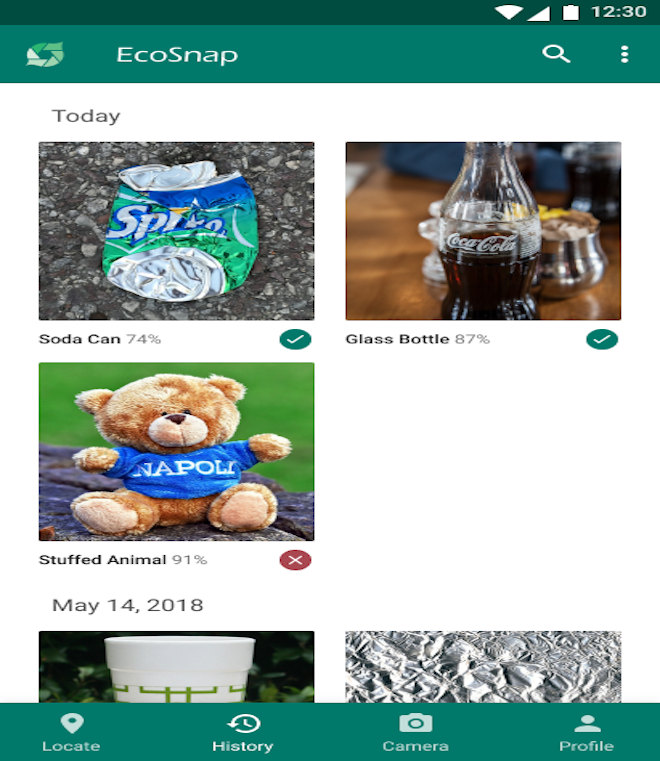 12:30
EcoSnap
Today
Sprite
Coca-Cola
Soda Can 74%
Glass Bottle 87%
NAPOLI
Stuffed Animal 91%
May 14, 2018
Locate
History
Camera
Profile